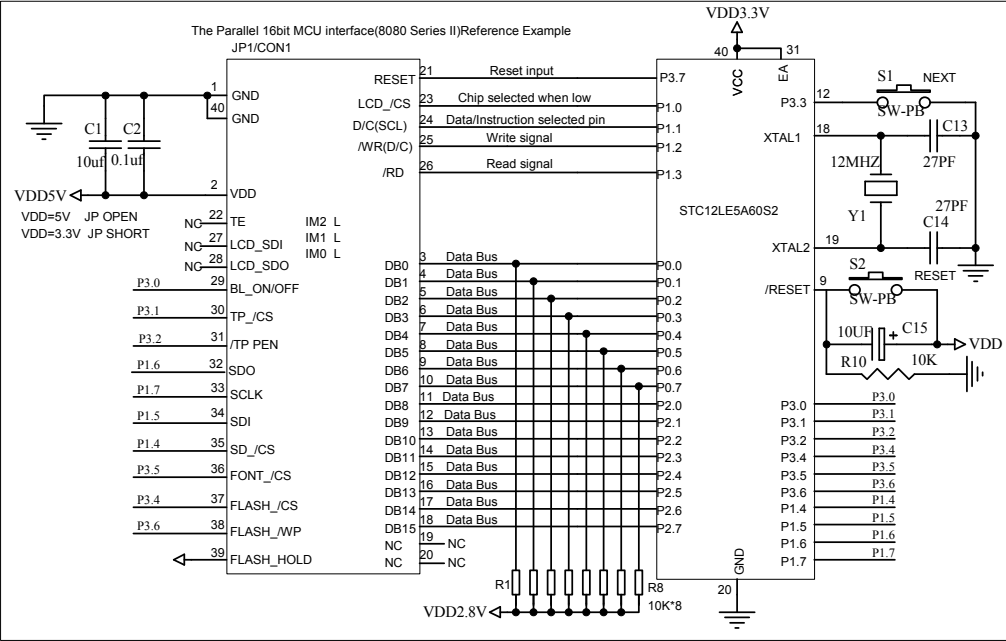 The Parallel 16bit MCU interface(8080 Series II)Reference Example
JP1/CON1
VDD3.3V
40
31
VCC
EA
1
GND
40
GND
C1
C2
10uf
0.1uf
VDD5V
2
VDD
VDD=5V JP OPEN
VDD=3.3V JP SHORT
NC
22
TE
NC
27
LCD_SDI
NC
28
LCD_SDO
P3.0
29
BL_ON/OFF
P3.1
30
TP_/CS
P3.2
31
/TP PEN
P1.6
32
SDO
P1.7
33
SCLK
P1.5
34
SDI
P1.4
35
SD_/CS
P3.5
36
FONT_/CS
P3.4
37
FLASH_/CS
P3.6
38
FLASH_/WP
39
FLASH_HOLD
IM2 L
IM1 L
IM0 L
RESET 21 Reset input P3.7
LCD_/CS 23 Chip selected when low P1.0
D/C(SCL) 24 Data/Instruction selected pin P1.1
/WR(D/C) 25 Write signal P1.2
/RD 26 Read signal P1.3
DB0 3 Data Bus P0.0
DB1 4 Data Bus P0.1
DB2 5 Data Bus P0.2
DB3 6 Data Bus P0.3
DB4 7 Data Bus P0.4
DB5 8 Data Bus P0.5
DB6 9 Data Bus P0.6
DB7 10 Data Bus P0.7
DB8 11 Data Bus P2.0
DB9 12 Data Bus P2.1
DB10 13 Data Bus P2.2
DB11 14 Data Bus P2.3
DB12 15 Data Bus P2.4
DB13 16 Data Bus P2.5
DB14 17 Data Bus P2.6
DB15 18 Data Bus P2.7
NC 19 NC
NC 20 NC
R1
R8
10K*8
VDD2.8V
STC12LE5A60S2
GND
20
P3.3 12
S1 NEXT
SW-PB
XTAL1 18
C13
27PF
12MHZ
Y1
27PF
C14
XTAL2 19
RESET
S2
/RESET 9
SW-PB
10UF
+
C15
VDD
R10
10K
P3.0 P3.0
P3.1 P3.1
P3.2 P3.2
P3.4 P3.4
P3.5 P3.5
P3.6 P3.6
P1.4 P1.4
P1.5 P1.5
P1.6 P1.6
P1.7 P1.7